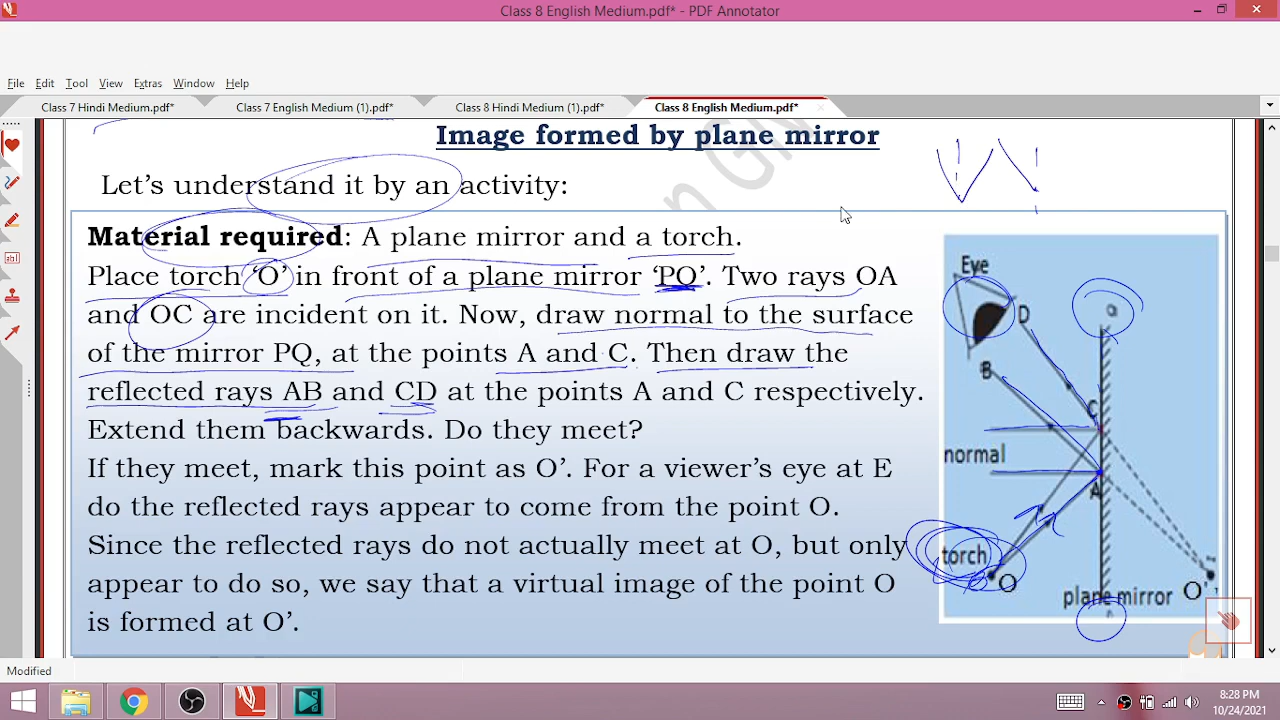 Class 8 English Medium.pdf* - PDF Annotator
File Edit Tool View Extras Window Help
Class 7 Hindi Medium.pdf* Class 7 English Medium (1).pdf* Class 8 Hindi Medium (1).pdf* Class 8 English Medium.pdf*
Image formed by plane mirror
Let's understand it by an activity:
Material required: A plane mirror and a torch.
Place torch 'O' in front of a plane mirror 'PQ'. Two rays OA
and OC are incident on it. Now, draw normal to the surface
of the mirror PQ, at the points A and C. Then draw the
reflected rays AB and CD at the points A and C respectively.
Extend them backwards. Do they meet?
If they meet, mark this point as O'. For a viewer's eye at E
do the reflected rays appear to come from the point O.
Since the reflected rays do not actually meet at O, but only
appear to do so, we say that a virtual image of the point O
is formed at O'.
Eye
D
B
C
normal
A
torch
O
plane mirror
O'
Modified
8:28 PM
10/24/2021